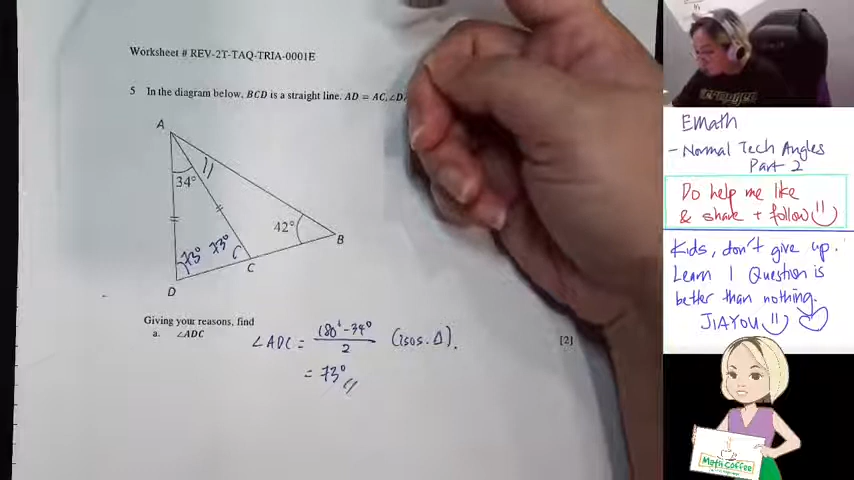 Worksheet # REV-2T-TAQ-TRIA-0001E
5 In the diagram below, BCD is a straight line. AD = AC, ∠D
A
34°
42°
B
73° 73°
C
D
Giving your reasons, find
a. ∠ADC
∠ADC = (180° - 34°) / 2 (isos. Δ).
[2]
= 73°
EMath
- Normal Tech Angles
Part 2
Do help me like
& share + follow
Kids, don't give up.
Learn 1 Question is
better than nothing.
JIAYOU
Math Coffee